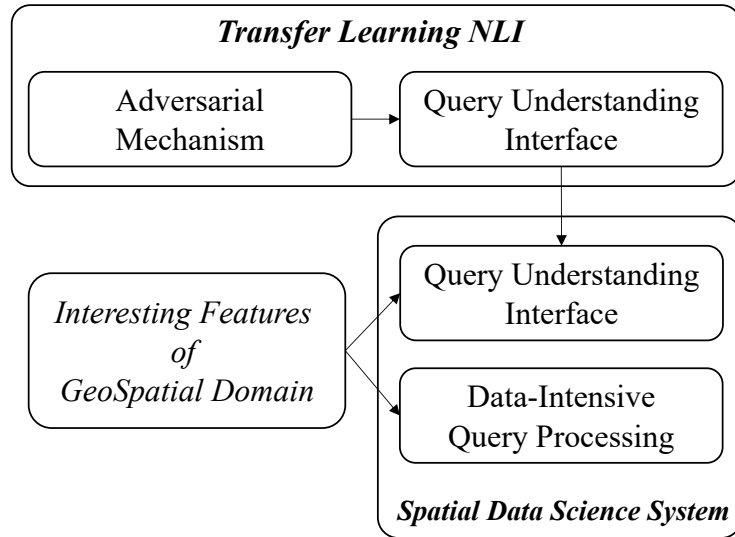 Transfer Learning NLI
Adversarial
Mechanism
Query Understanding
Interface
Query Understanding
Interface
Interesting Features
of
GeoSpatial Domain
Data-Intensive
Query Processing
Spatial Data Science System